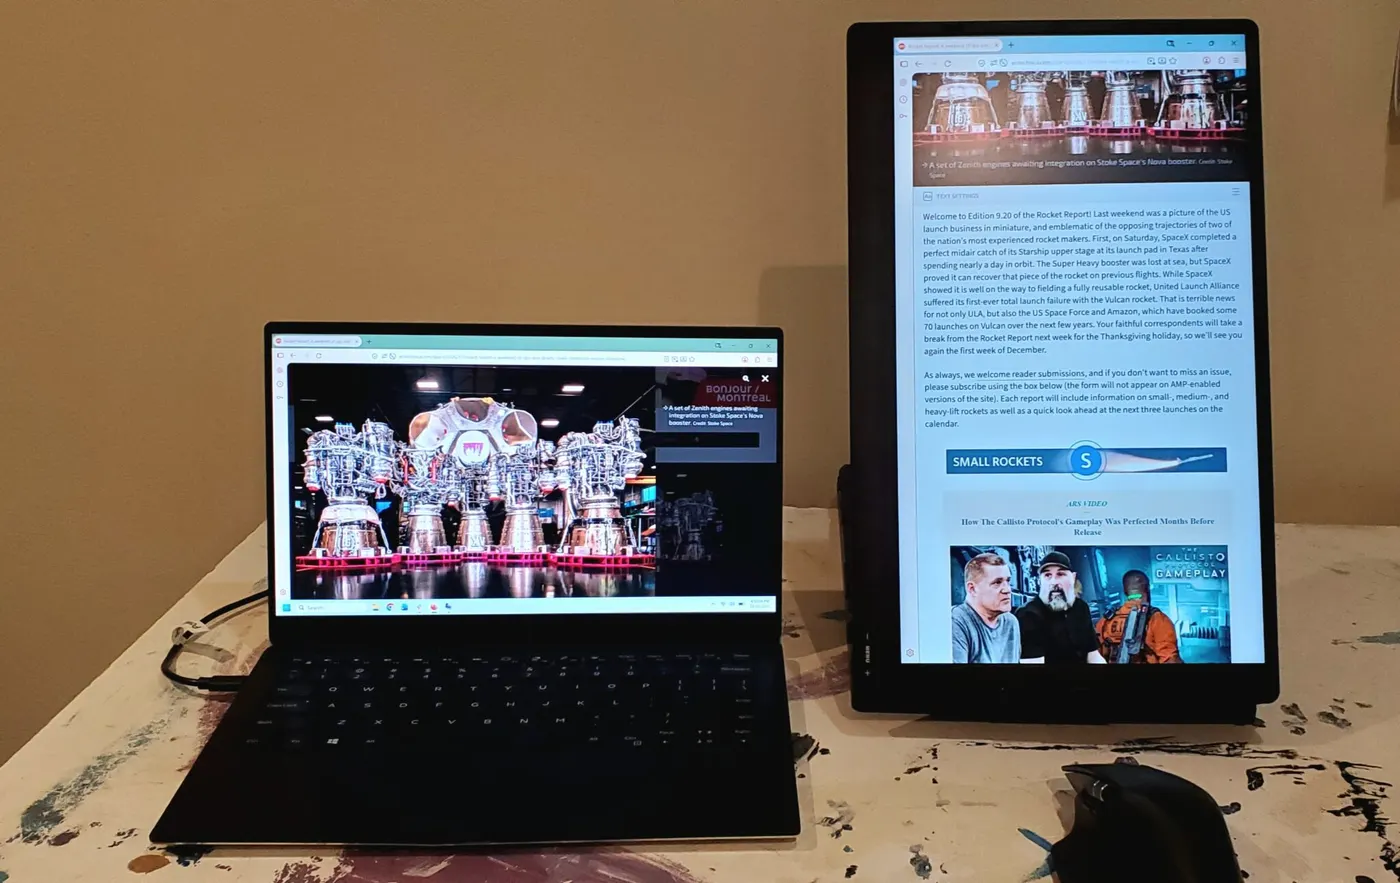 BONJOUR /
MONTREAL
A set of Zenith engines awaiting
integration on Stoke Space's Nova
booster. Credit: Stoke Space
Search
Q W E R T Y U I O P
A S D F G H J K L
Z X C V B N M
A set of Zenith engines awaiting integration on Stoke Space's Nova booster. Credit: Stoke
Space
TEXT SETTINGS
Welcome to Edition 9.20 of the Rocket Report! Last weekend was a picture of the US
launch business in miniature, and emblematic of the opposing trajectories of two of
the nation's most experienced rocket makers. First, on Saturday, SpaceX completed a
perfect midair catch of its Starship upper stage at its launch pad in Texas after
spending nearly a day in orbit. The Super Heavy booster was lost at sea, but SpaceX
proved it can recover that piece of the rocket on previous flights. While SpaceX
showed it is well on the way to fielding a fully reusable rocket, United Launch Alliance
suffered its first-ever total launch failure with the Vulcan rocket. That is terrible news
for not only ULA, but also the US Space Force and Amazon, which have booked some
70 launches on Vulcan over the next few years. Your faithful correspondents will take a
break from the Rocket Report next week for the Thanksgiving holiday, so we'll see you
again the first week of December.
As always, we welcome reader submissions, and if you don't want to miss an issue,
please subscribe using the box below (the form will not appear on AMP-enabled
versions of the site). Each report will include information on small-, medium-, and
heavy-lift rockets as well as a quick look ahead at the next three launches on the
calendar.
SMALL ROCKETS S
ARS VIDEO
How The Callisto Protocol's Gameplay Was Perfected Months Before
Release
THE
CALLISTO
PROTOCOL
GAMEPLAY